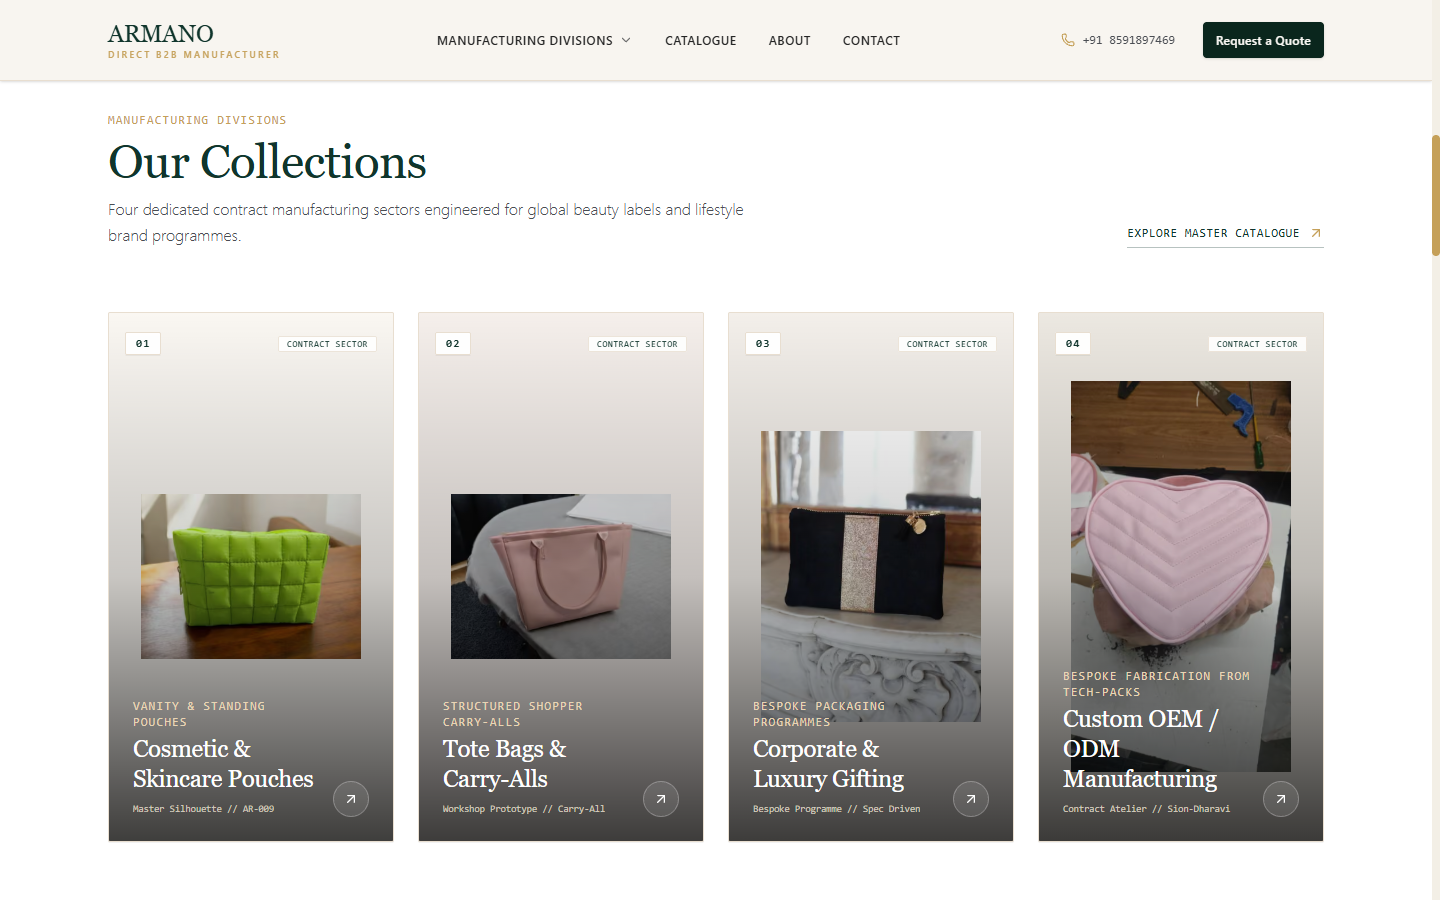 ARMANO
DIRECT B2B MANUFACTURER
MANUFACTURING DIVISIONS
CATALOGUE
ABOUT
CONTACT
+91 8591897469
Request a Quote
MANUFACTURING DIVISIONS
Our Collections
Four dedicated contract manufacturing sectors engineered for global beauty labels and lifestyle
brand programmes.
EXPLORE MASTER CATALOGUE
01
CONTRACT SECTOR
VANITY & STANDING
POUCHES
Cosmetic &
Skincare Pouches
Master Silhouette // AR-009
02
CONTRACT SECTOR
STRUCTURED SHOPPER
CARRY-ALLS
Tote Bags &
Carry-Alls
Workshop Prototype // Carry-All
03
CONTRACT SECTOR
BESPOKE PACKAGING
PROGRAMMES
Corporate &
Luxury Gifting
Bespoke Programme // Spec Driven
04
CONTRACT SECTOR
BESPOKE FABRICATION FROM
TECH-PACKS
Custom OEM /
ODM
Manufacturing
Contract Atelier // Sion-Dharavi